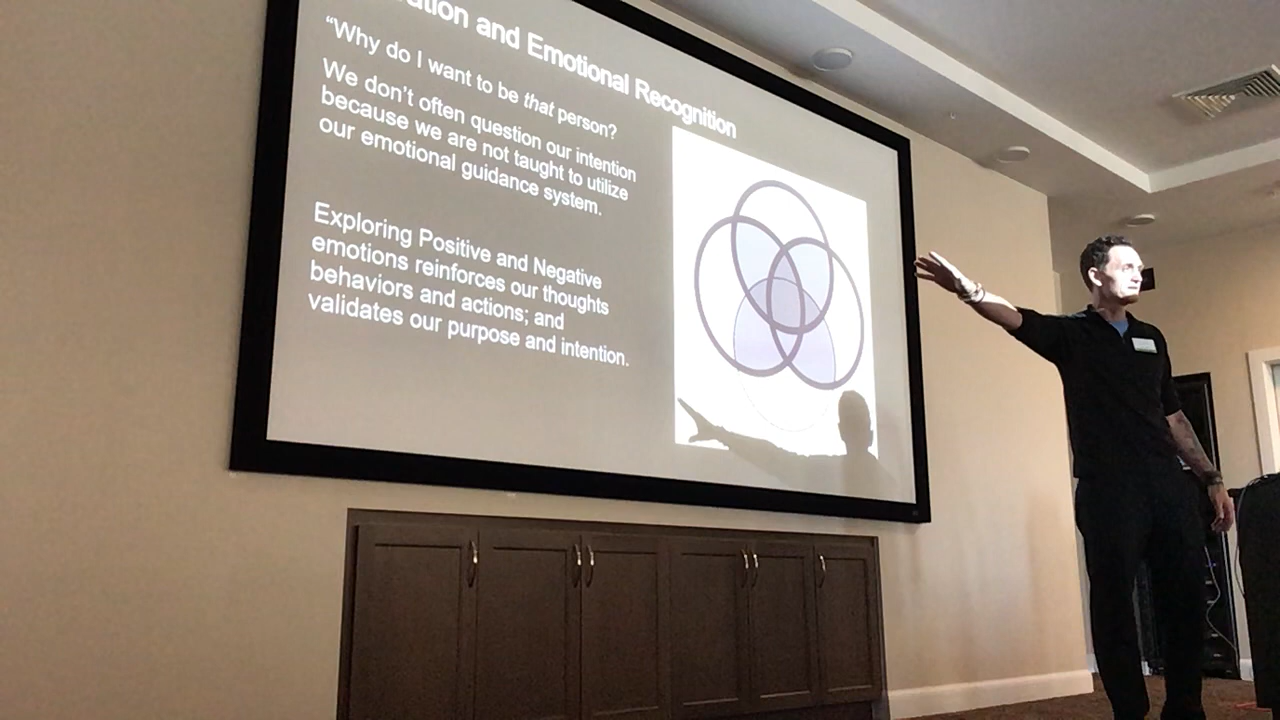 and Emotional Recognition
“Why do I want to be that person?
We don't often question our intention
because we are not taught to utilize
our emotional guidance system.
Exploring Positive and Negative
emotions reinforces our thoughts
behaviors and actions; and
validates our purpose and intention.